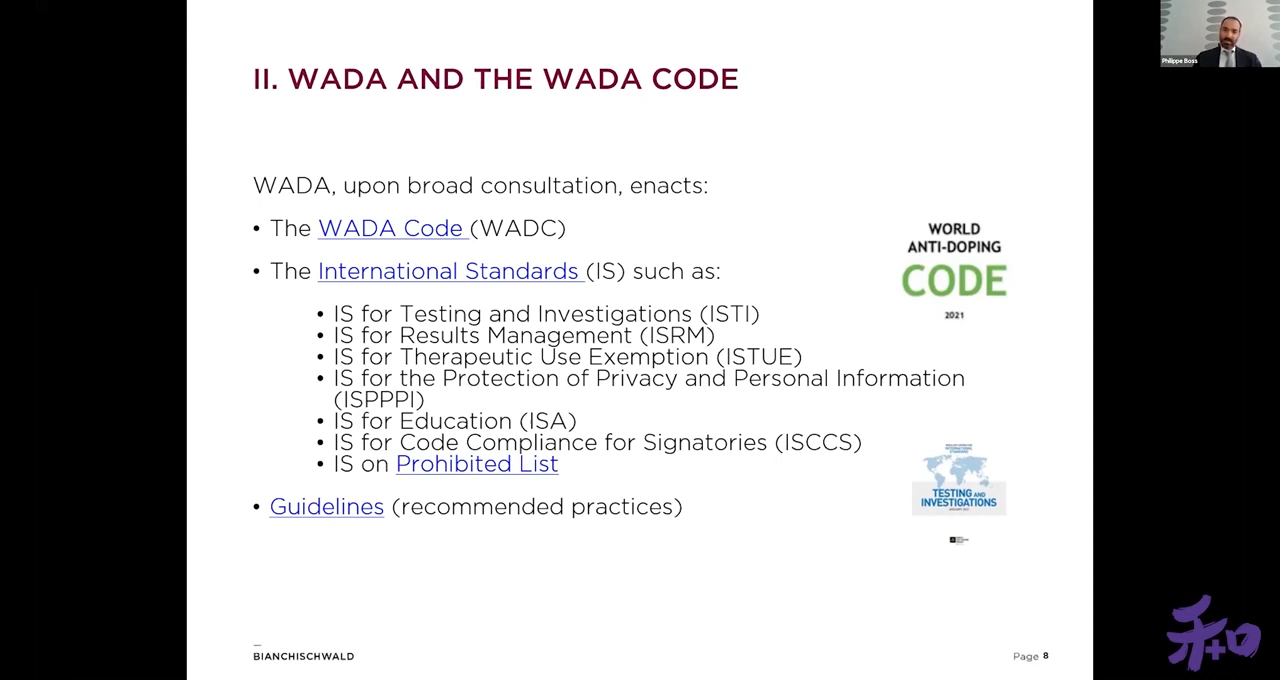 Philippe Boss
II. WADA AND THE WADA CODE
WADA, upon broad consultation, enacts:
• The WADA Code (WADC)
• The International Standards (IS) such as:
• IS for Testing and Investigations (ISTI)
• IS for Results Management (ISRM)
• IS for Therapeutic Use Exemption (ISTUE)
• IS for the Protection of Privacy and Personal Information
(ISPPPI)
• IS for Education (ISA)
• IS for Code Compliance for Signatories (ISCCS)
• IS on Prohibited List
• Guidelines (recommended practices)
WORLD
ANTI-DOPING
CODE
2021
INTERNATIONAL
STANDARD
TESTING AND
INVESTIGATIONS
BIANCHISCHWALD
Page 8
和